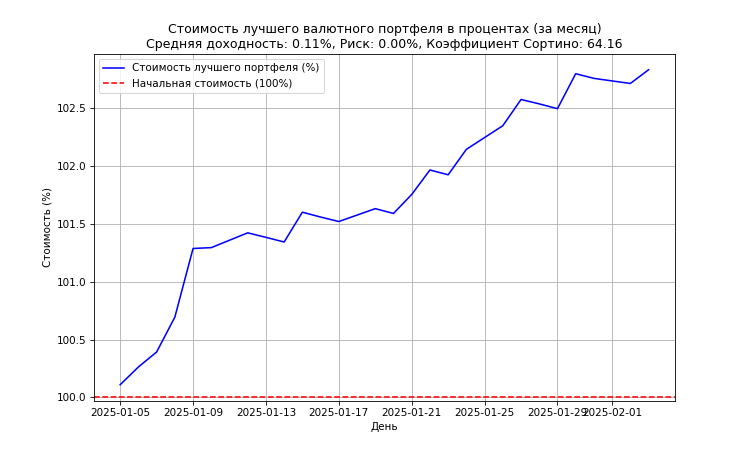 Стоимость лучшего валютного портфеля в процентах (за месяц)
Средняя доходность: 0.11%, Риск: 0.00%, Коэффициент Сортино: 64.16
Стоимость лучшего портфеля (%)
Начальная стоимость (100%)
Стоимость (%)
102.5
102.0
101.5
101.0
100.5
100.0
2025-01-05 2025-01-09 2025-01-13 2025-01-17 2025-01-21 2025-01-25 2025-01-29 2025-02-01
День